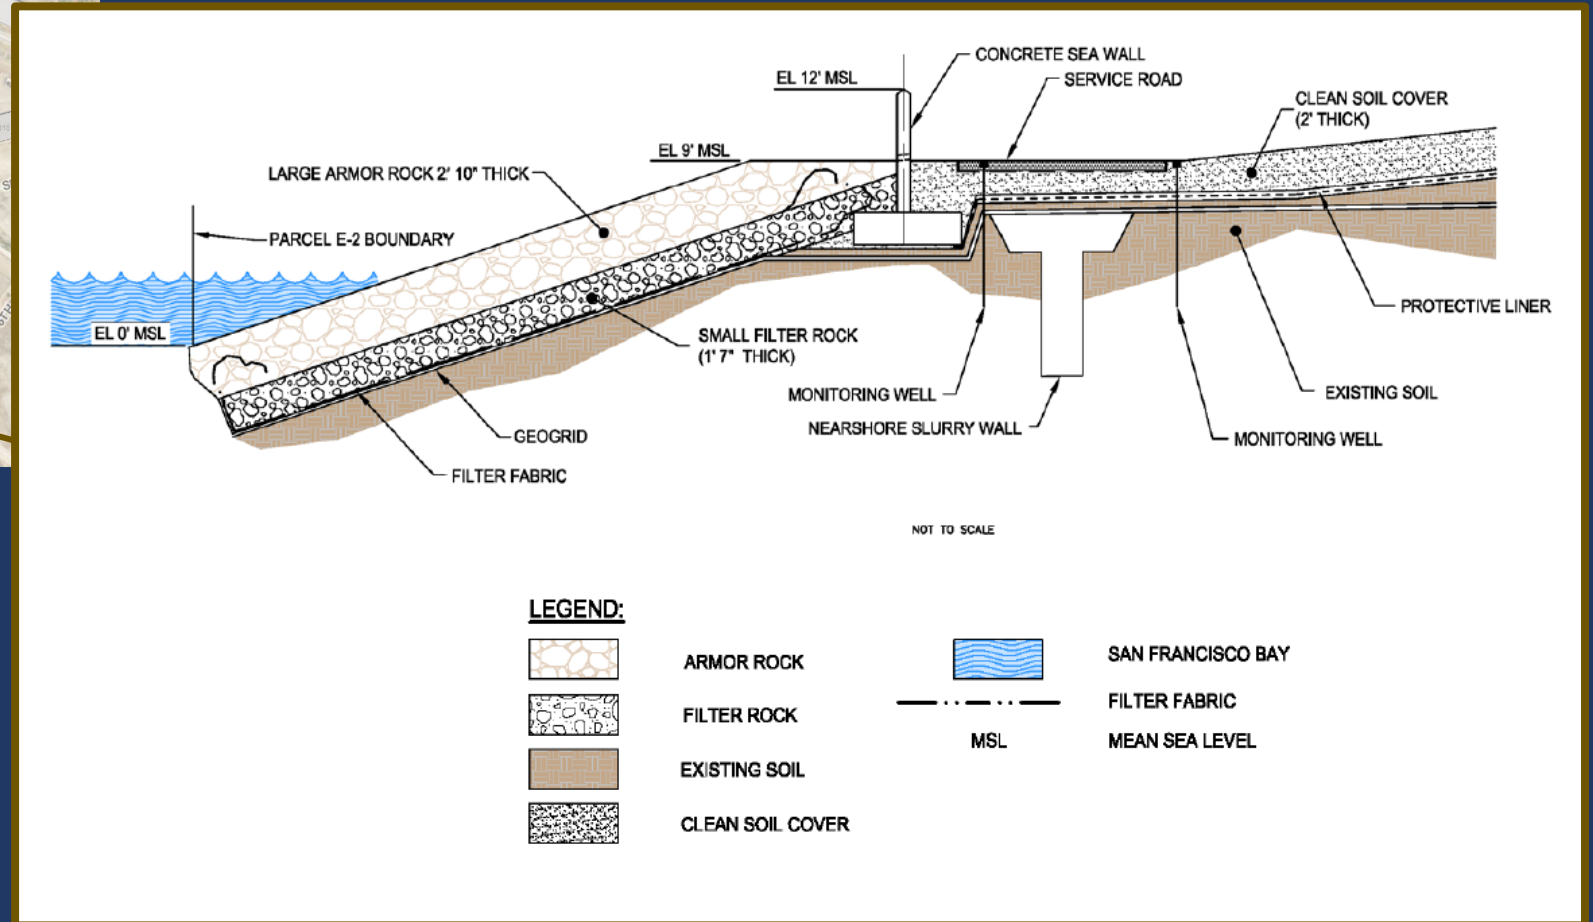 CONCRETE SEA WALL
EL 12' MSL
SERVICE ROAD
CLEAN SOIL COVER
(2' THICK)
EL 9' MSL
LARGE ARMOR ROCK 2' 10" THICK
PARCEL E-2 BOUNDARY
EL 0' MSL
PROTECTIVE LINER
SMALL FILTER ROCK
(1' 7" THICK)
MONITORING WELL
EXISTING SOIL
NEARSHORE SLURRY WALL
MONITORING WELL
GEOGRID
FILTER FABRIC
NOT TO SCALE
LEGEND:
ARMOR ROCK
FILTER ROCK
EXISTING SOIL
CLEAN SOIL COVER
SAN FRANCISCO BAY
FILTER FABRIC
MSL MEAN SEA LEVEL